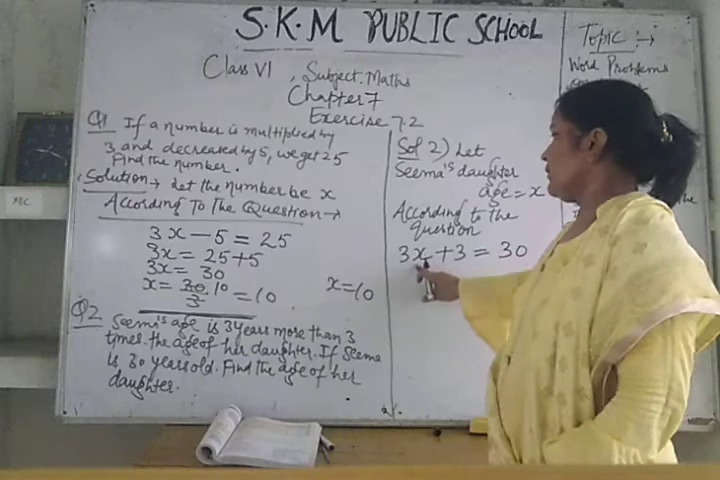 S.K.M PUBLIC SCHOOL
Class VI, Subject:Maths
Chapter 7
Exercise 7.2
Q1 If a number is multiplied by
3 and decreased by 5, we get 25
Find the number.
Solution → Let the number be x
According To The Question →
3x - 5 = 25
3x = 25+5
3x = 30
x = 30/3 10 = 10
x = 10
Q2 Seema's age is 3 years more than 3
times the age of her daughter. If Seema
is 30 years old. Find the age of her
daughter.
Sol 2) Let
Seema's daughter
age = x
According to the
question
3x + 3 = 30
Topic :→
Word Problems
the